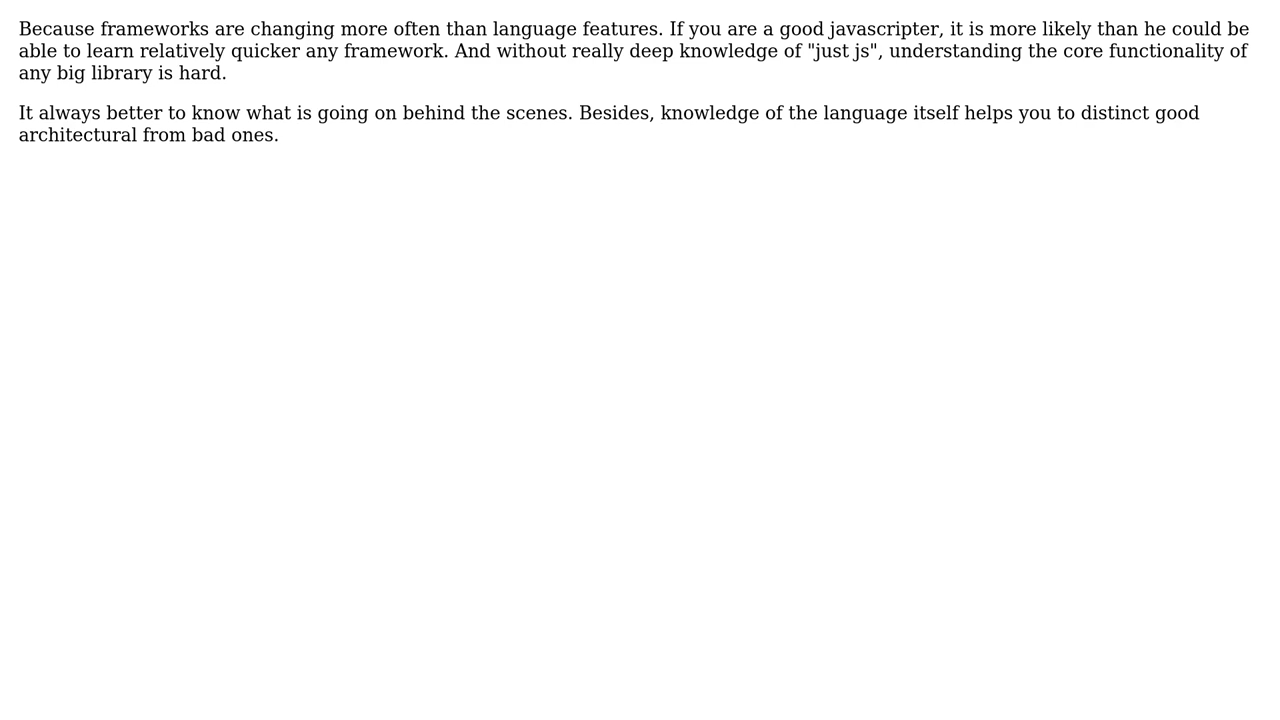 Because frameworks are changing more often than language features. If you are a good javascripter, it is more likely than he could be
able to learn relatively quicker any framework. And without really deep knowledge of "just js", understanding the core functionality of
any big library is hard.
It always better to know what is going on behind the scenes. Besides, knowledge of the language itself helps you to distinct good
architectural from bad ones.